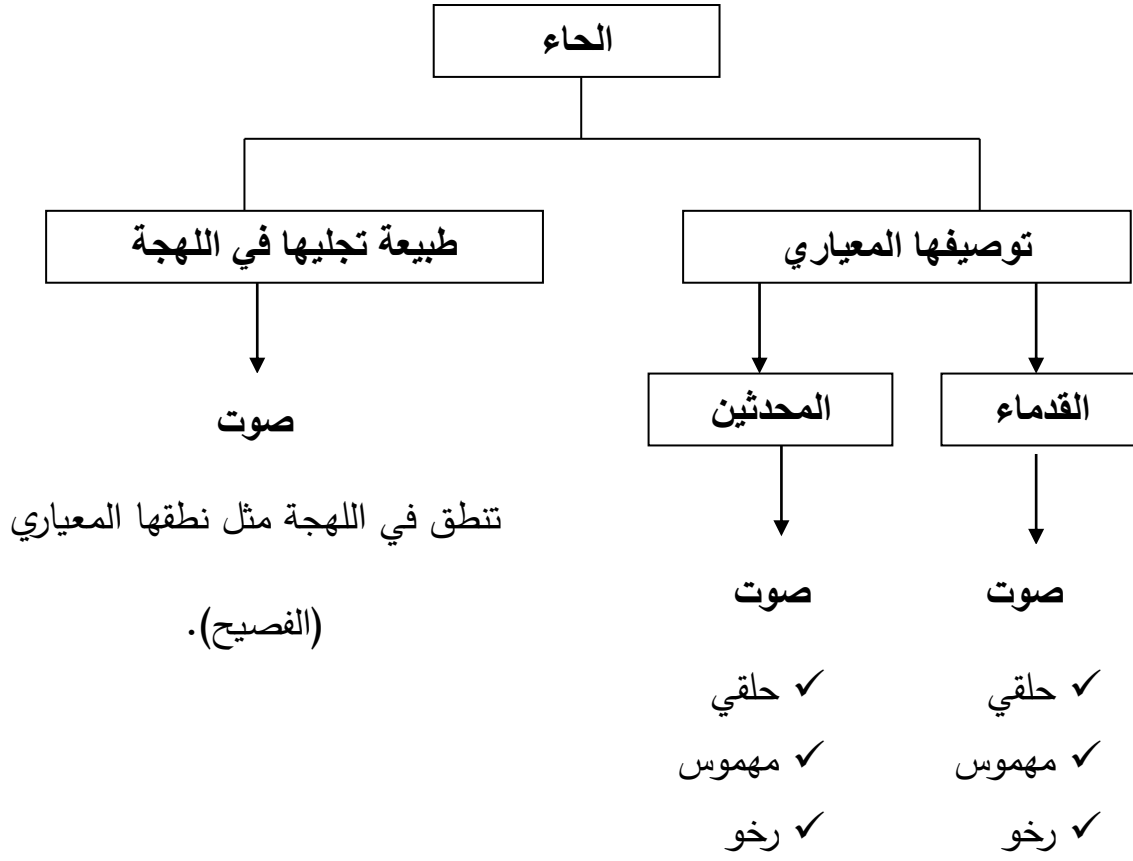 الحاء
توصيفها المعياري
طبيعة تجليها في اللهجة
القدماء
المحدثين
صوت
حلقي
مهموس
رخو
صوت
حلقي
مهموس
رخو
صوت
تنطق في اللهجة مثل نطقها المعياري
(الفصيح).